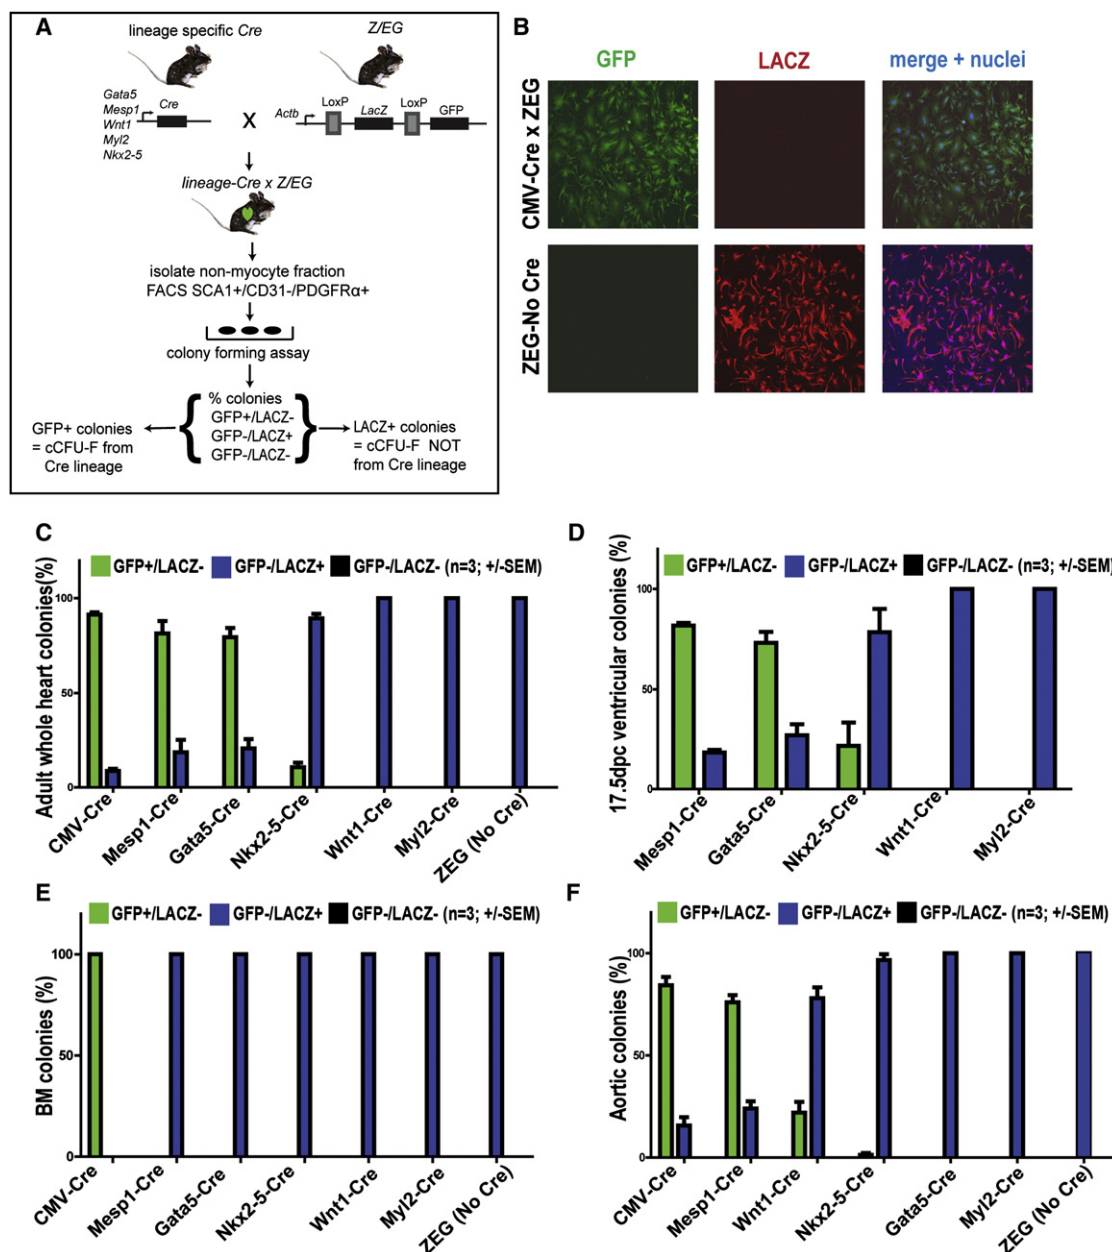 A
lineage specific Cre
Z/EG
Gata5
Mesp1
Wnt1
Myl2
Nkx2-5
Cre
X
Actb
LoxP
LacZ
LoxP
GFP
lineage-Cre x Z/EG
isolate non-myocyte fraction
FACS SCA1+/CD31-/PDGFRα+
colony forming assay
% colonies
GFP+/LACZ-
GFP-/LACZ+
GFP-/LACZ-
GFP+ colonies
= cCFU-F from
Cre lineage
LACZ+ colonies
= cCFU-F NOT
from Cre lineage
B
GFP
LACZ
merge + nuclei
CMV-Cre x ZEG
ZEG-No Cre
C
GFP+/LACZ- GFP-/LACZ+ GFP-/LACZ- (n=3; +/-SEM)
Adult whole heart colonies(%)
100
50
0
CMV-Cre
Mesp1-Cre
Gata5-Cre
Nkx2-5-Cre
Wnt1-Cre
Myl2-Cre
ZEG (No Cre)
D
GFP+/LACZ- GFP-/LACZ+ GFP-/LACZ- (n=3; +/-SEM)
17.5dpc ventricular colonies (%)
100
50
0
Mesp1-Cre
Gata5-Cre
Nkx2-5-Cre
Wnt1-Cre
Myl2-Cre
E
GFP+/LACZ- GFP-/LACZ+ GFP-/LACZ- (n=3; +/-SEM)
BM colonies (%)
100
50
0
CMV-Cre
Mesp1-Cre
Gata5-Cre
Nkx2-5-Cre
Wnt1-Cre
Myl2-Cre
ZEG (No Cre)
F
GFP+/LACZ- GFP-/LACZ+ GFP-/LACZ- (n=3; +/-SEM)
Aortic colonies (%)
100
50
0
CMV-Cre
Mesp1-Cre
Wnt1-Cre
Nkx2-5-Cre
Gata5-Cre
Myl2-Cre
ZEG (No Cre)